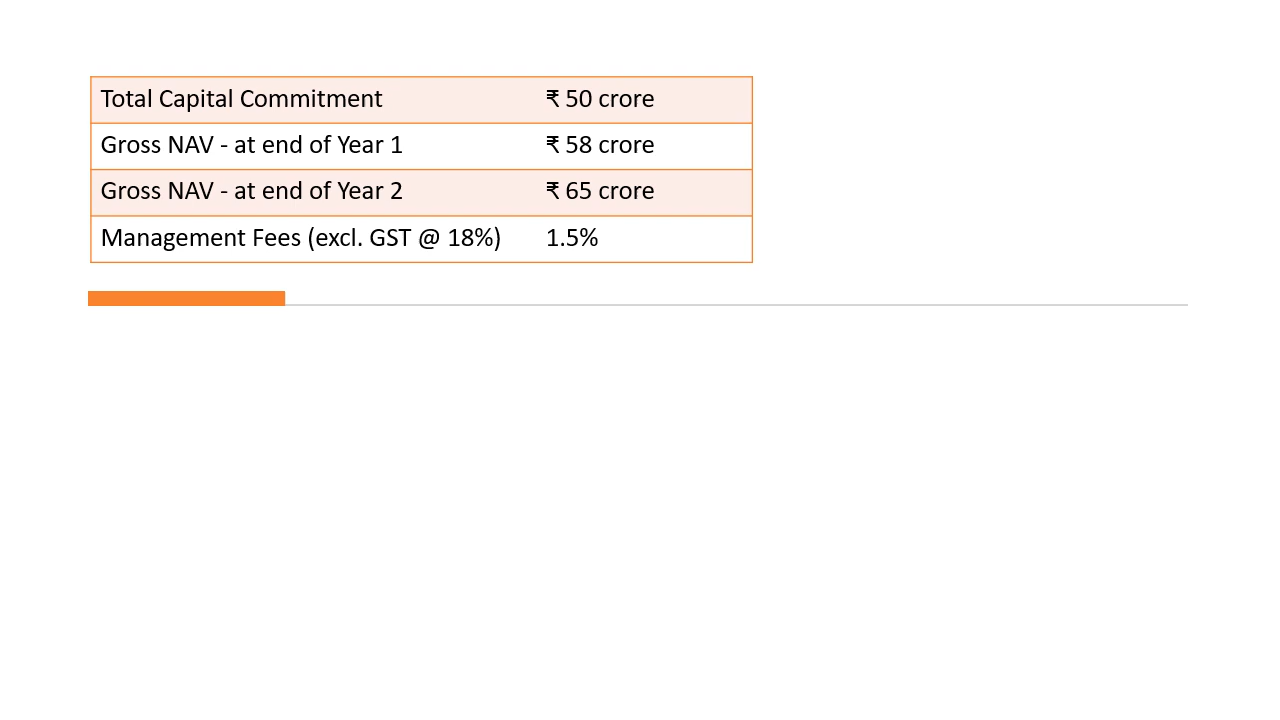 Total Capital Commitment ₹ 50 crore
Gross NAV - at end of Year 1 ₹ 58 crore
Gross NAV - at end of Year 2 ₹ 65 crore
Management Fees (excl. GST @ 18%) 1.5%